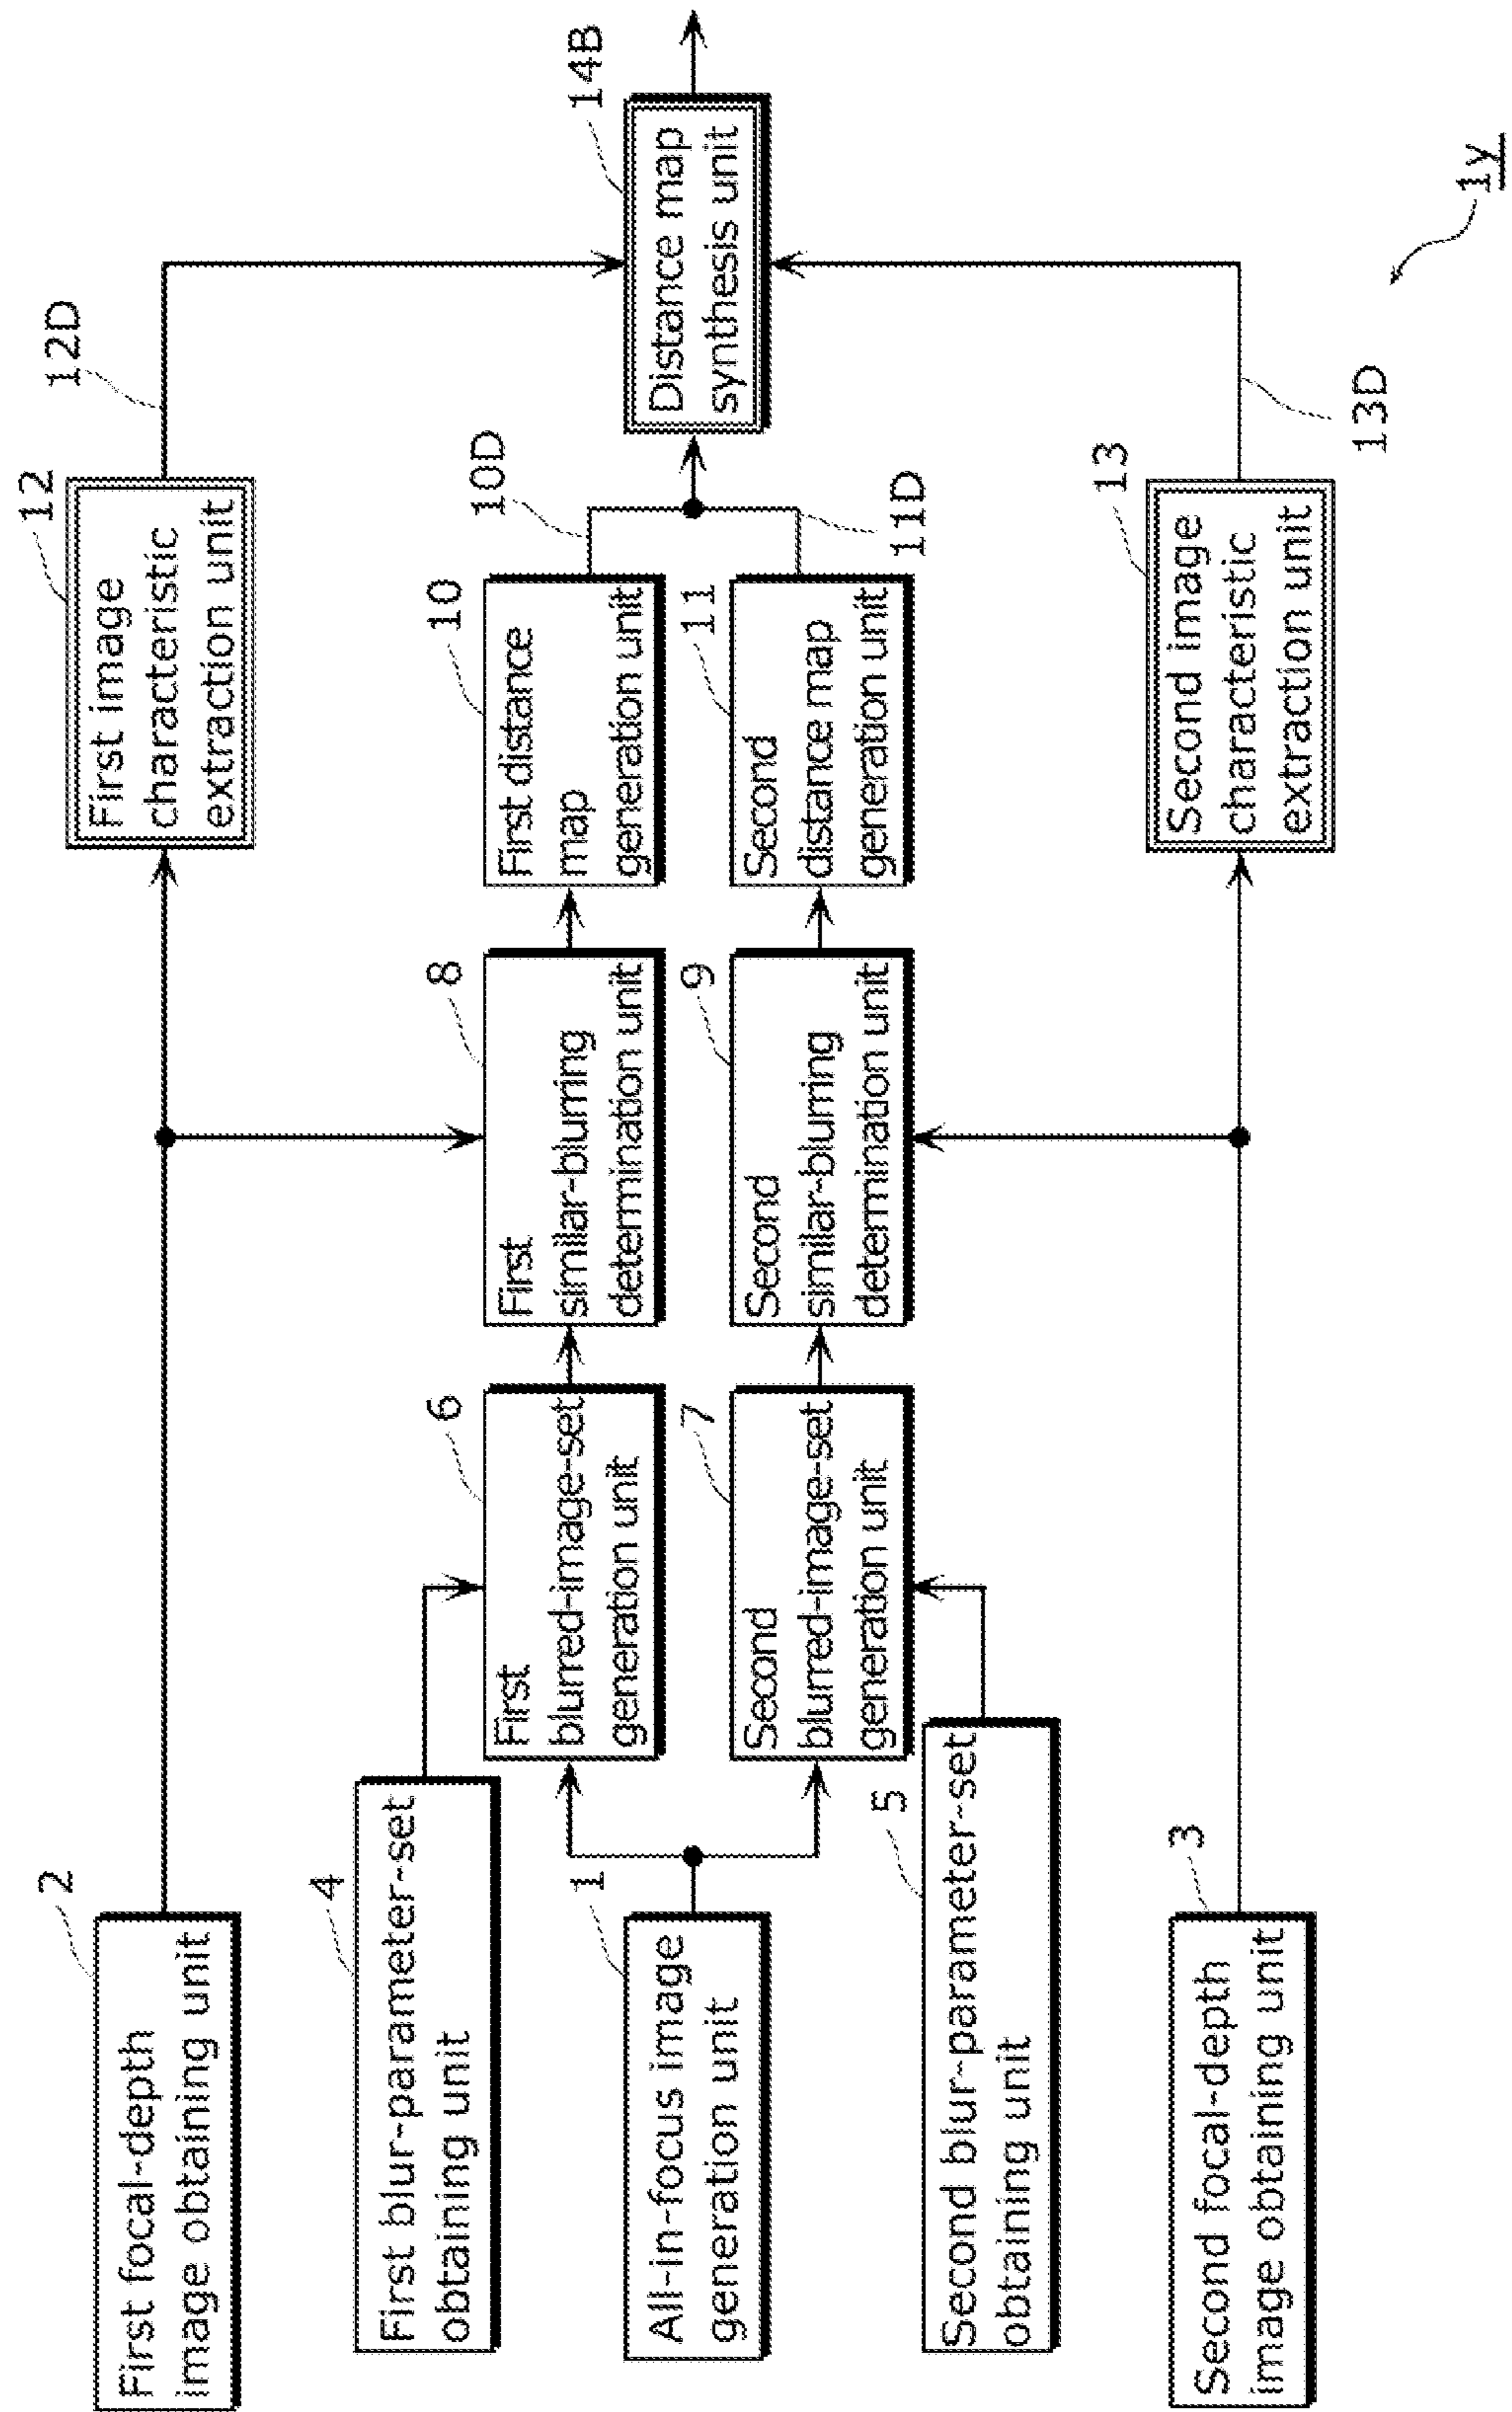 2
First focal-depth
image obtaining unit
12
First image
characteristic
extraction unit
12D
4
First blur-parameter-set
obtaining unit
6
First
blurred-image-set
generation unit
8
First
similar-blurring
determination unit
10
First distance
map
generation unit
10D
14B
Distance map
synthesis unit
1
All-in-focus image
generation unit
7
Second
blurred-image-set
generation unit
9
Second
similar-blurring
determination unit
11
Second
distance map
generation unit
11D
5
Second blur-parameter-set
obtaining unit
3
Second focal-depth
image obtaining unit
13
Second image
characteristic
extraction unit
13D
1y